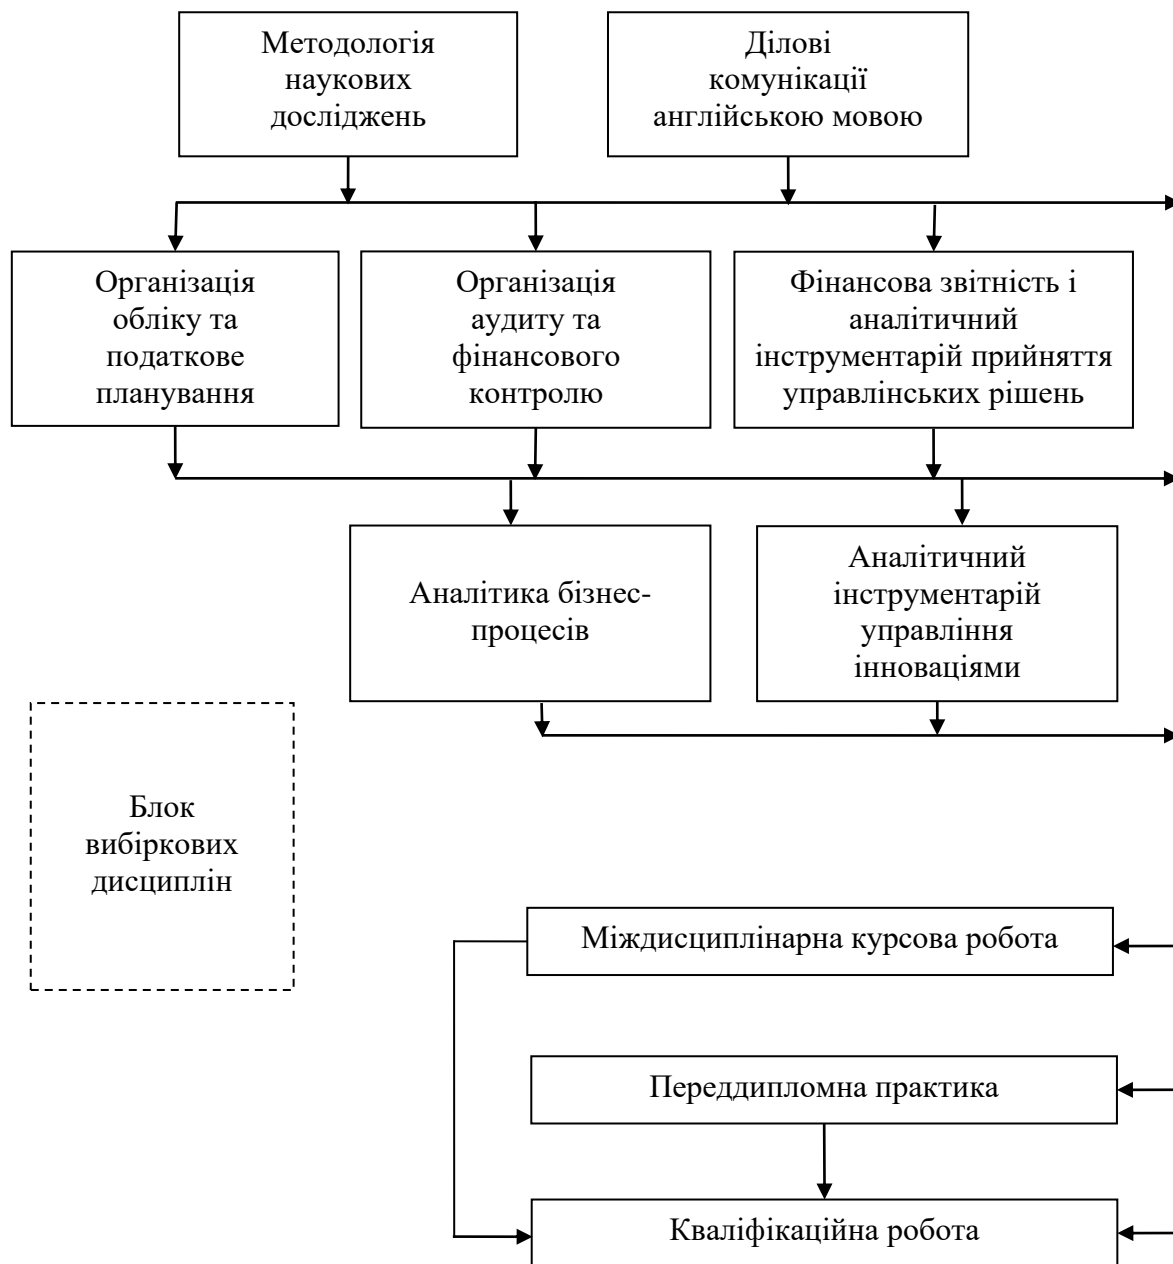 Методологія
наукових
досліджень
Ділові
комунікації
англійською мовою
Організація
обліку та
податкове
планування
Організація
аудиту та
фінансового
контролю
Фінансова звітність і
аналітичний
інструментарій прийняття
управлінських рішень
Аналітика бізнес-
процесів
Аналітичний
інструментарій
управління
інноваціями
Блок
вибіркових
дисциплін
Міждисциплінарна курсова робота
Переддипломна практика
Кваліфікаційна робота